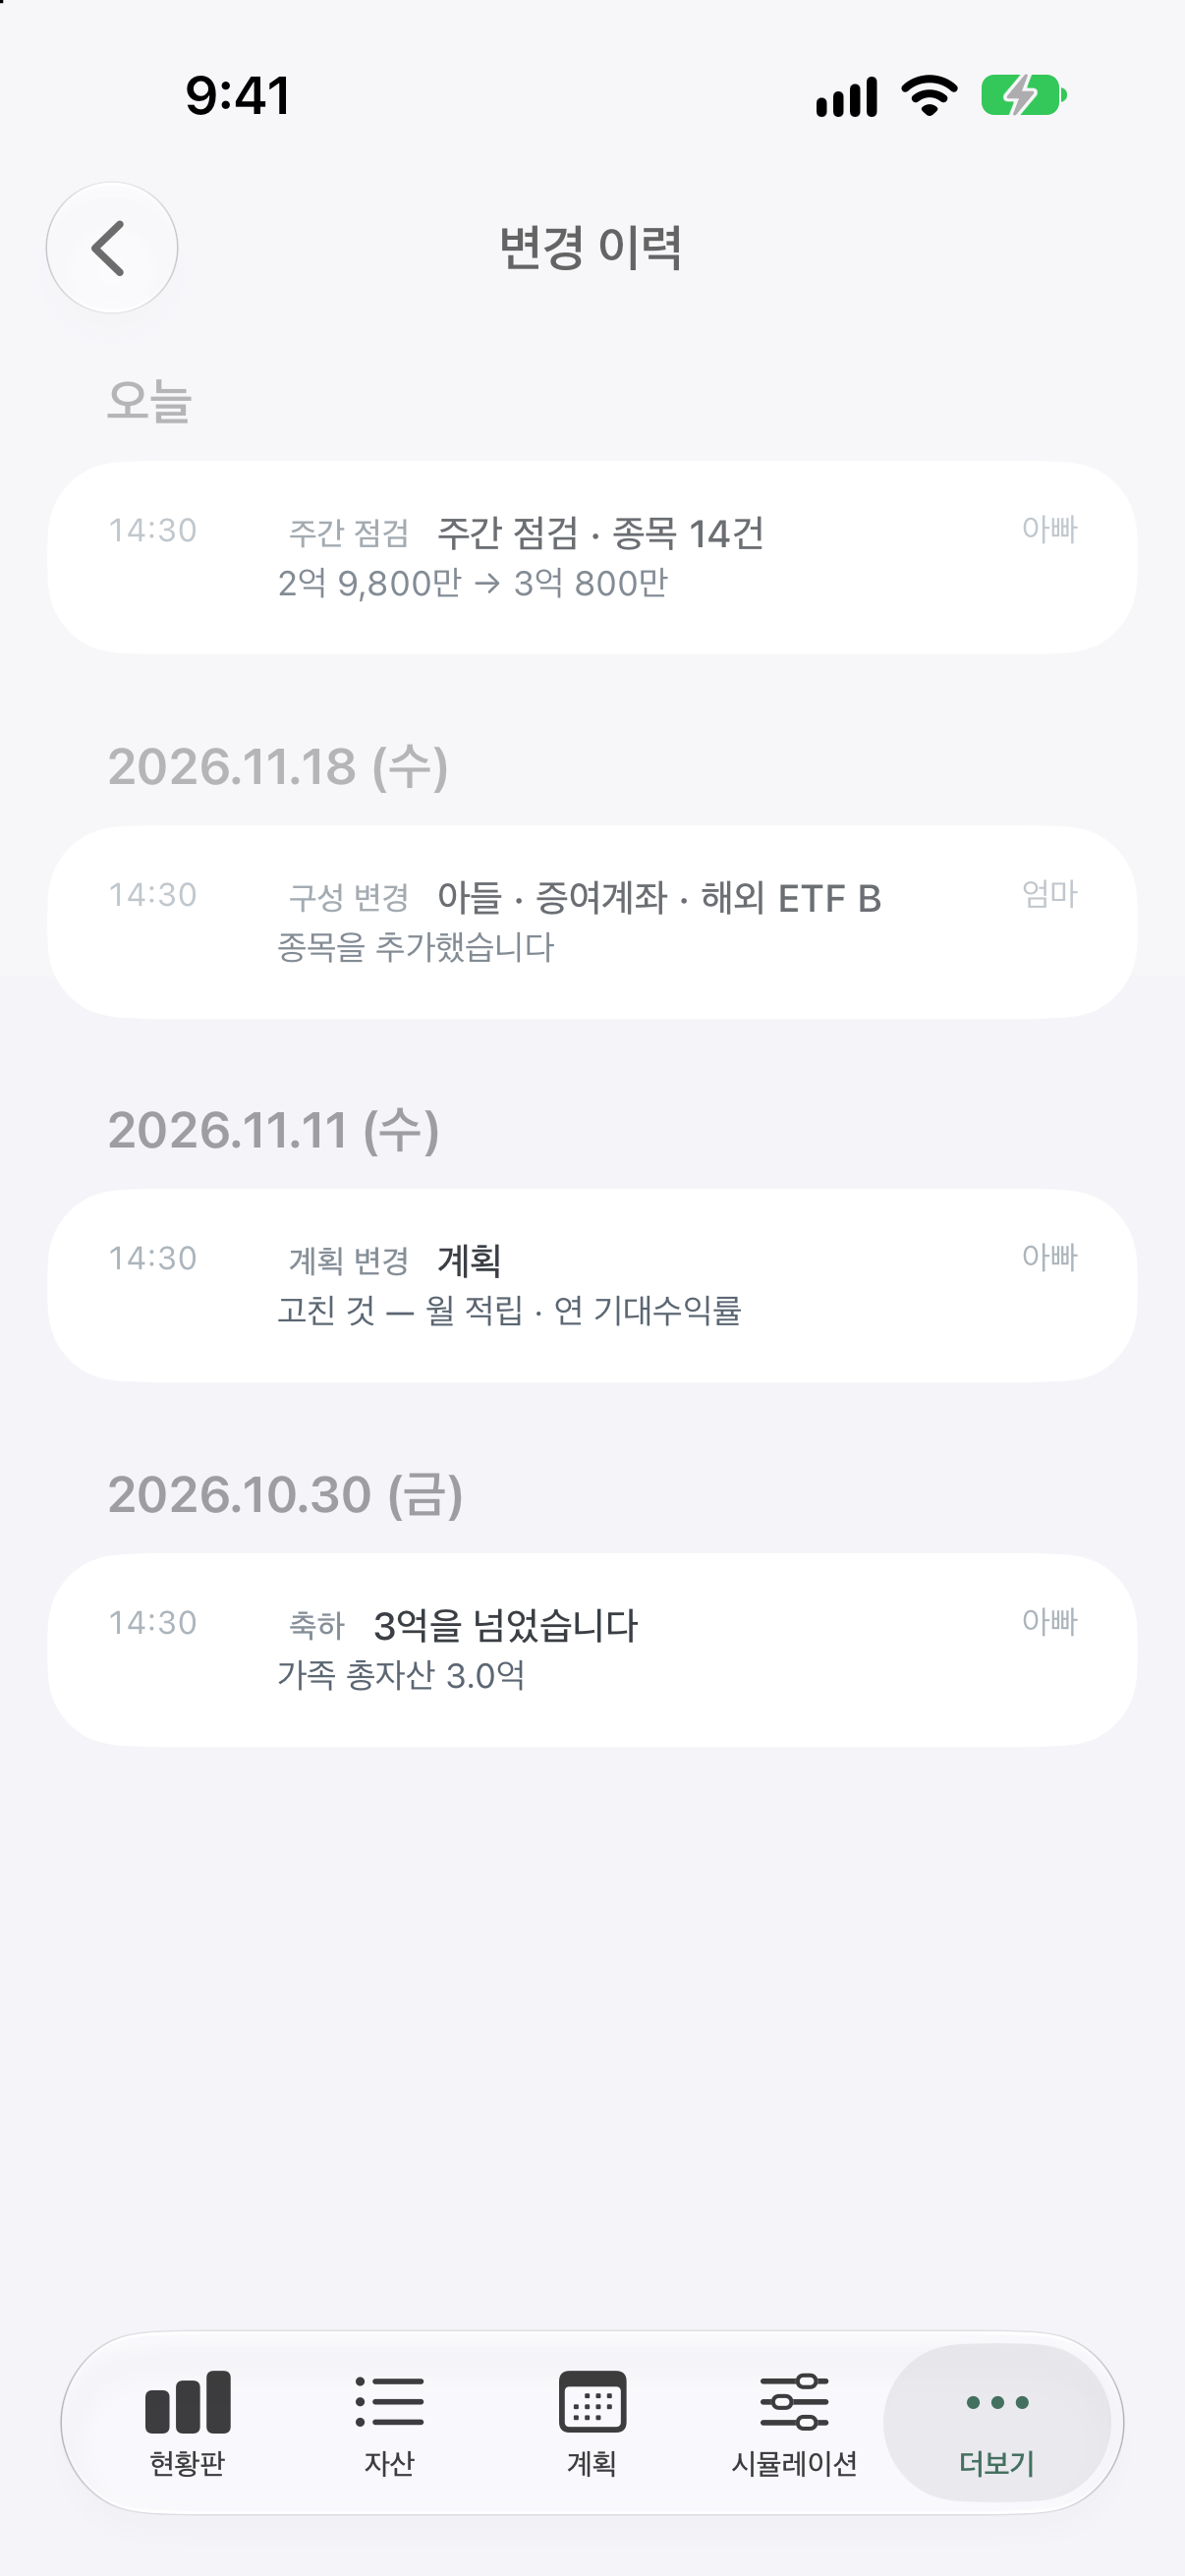 9:41
변경 이력
오늘
14:30 주간 점검 주간 점검 · 종목 14건 아빠
2억 9,800만 → 3억 800만
2026.11.18 (수)
14:30 구성 변경 아들 · 증여계좌 · 해외 ETF B 엄마
종목을 추가했습니다
2026.11.11 (수)
14:30 계획 변경 계획 아빠
고친 것 — 월 적립 · 연 기대수익률
2026.10.30 (금)
14:30 축하 3억을 넘었습니다 아빠
가족 총자산 3.0억
현황판 자산 계획 시뮬레이션 더보기